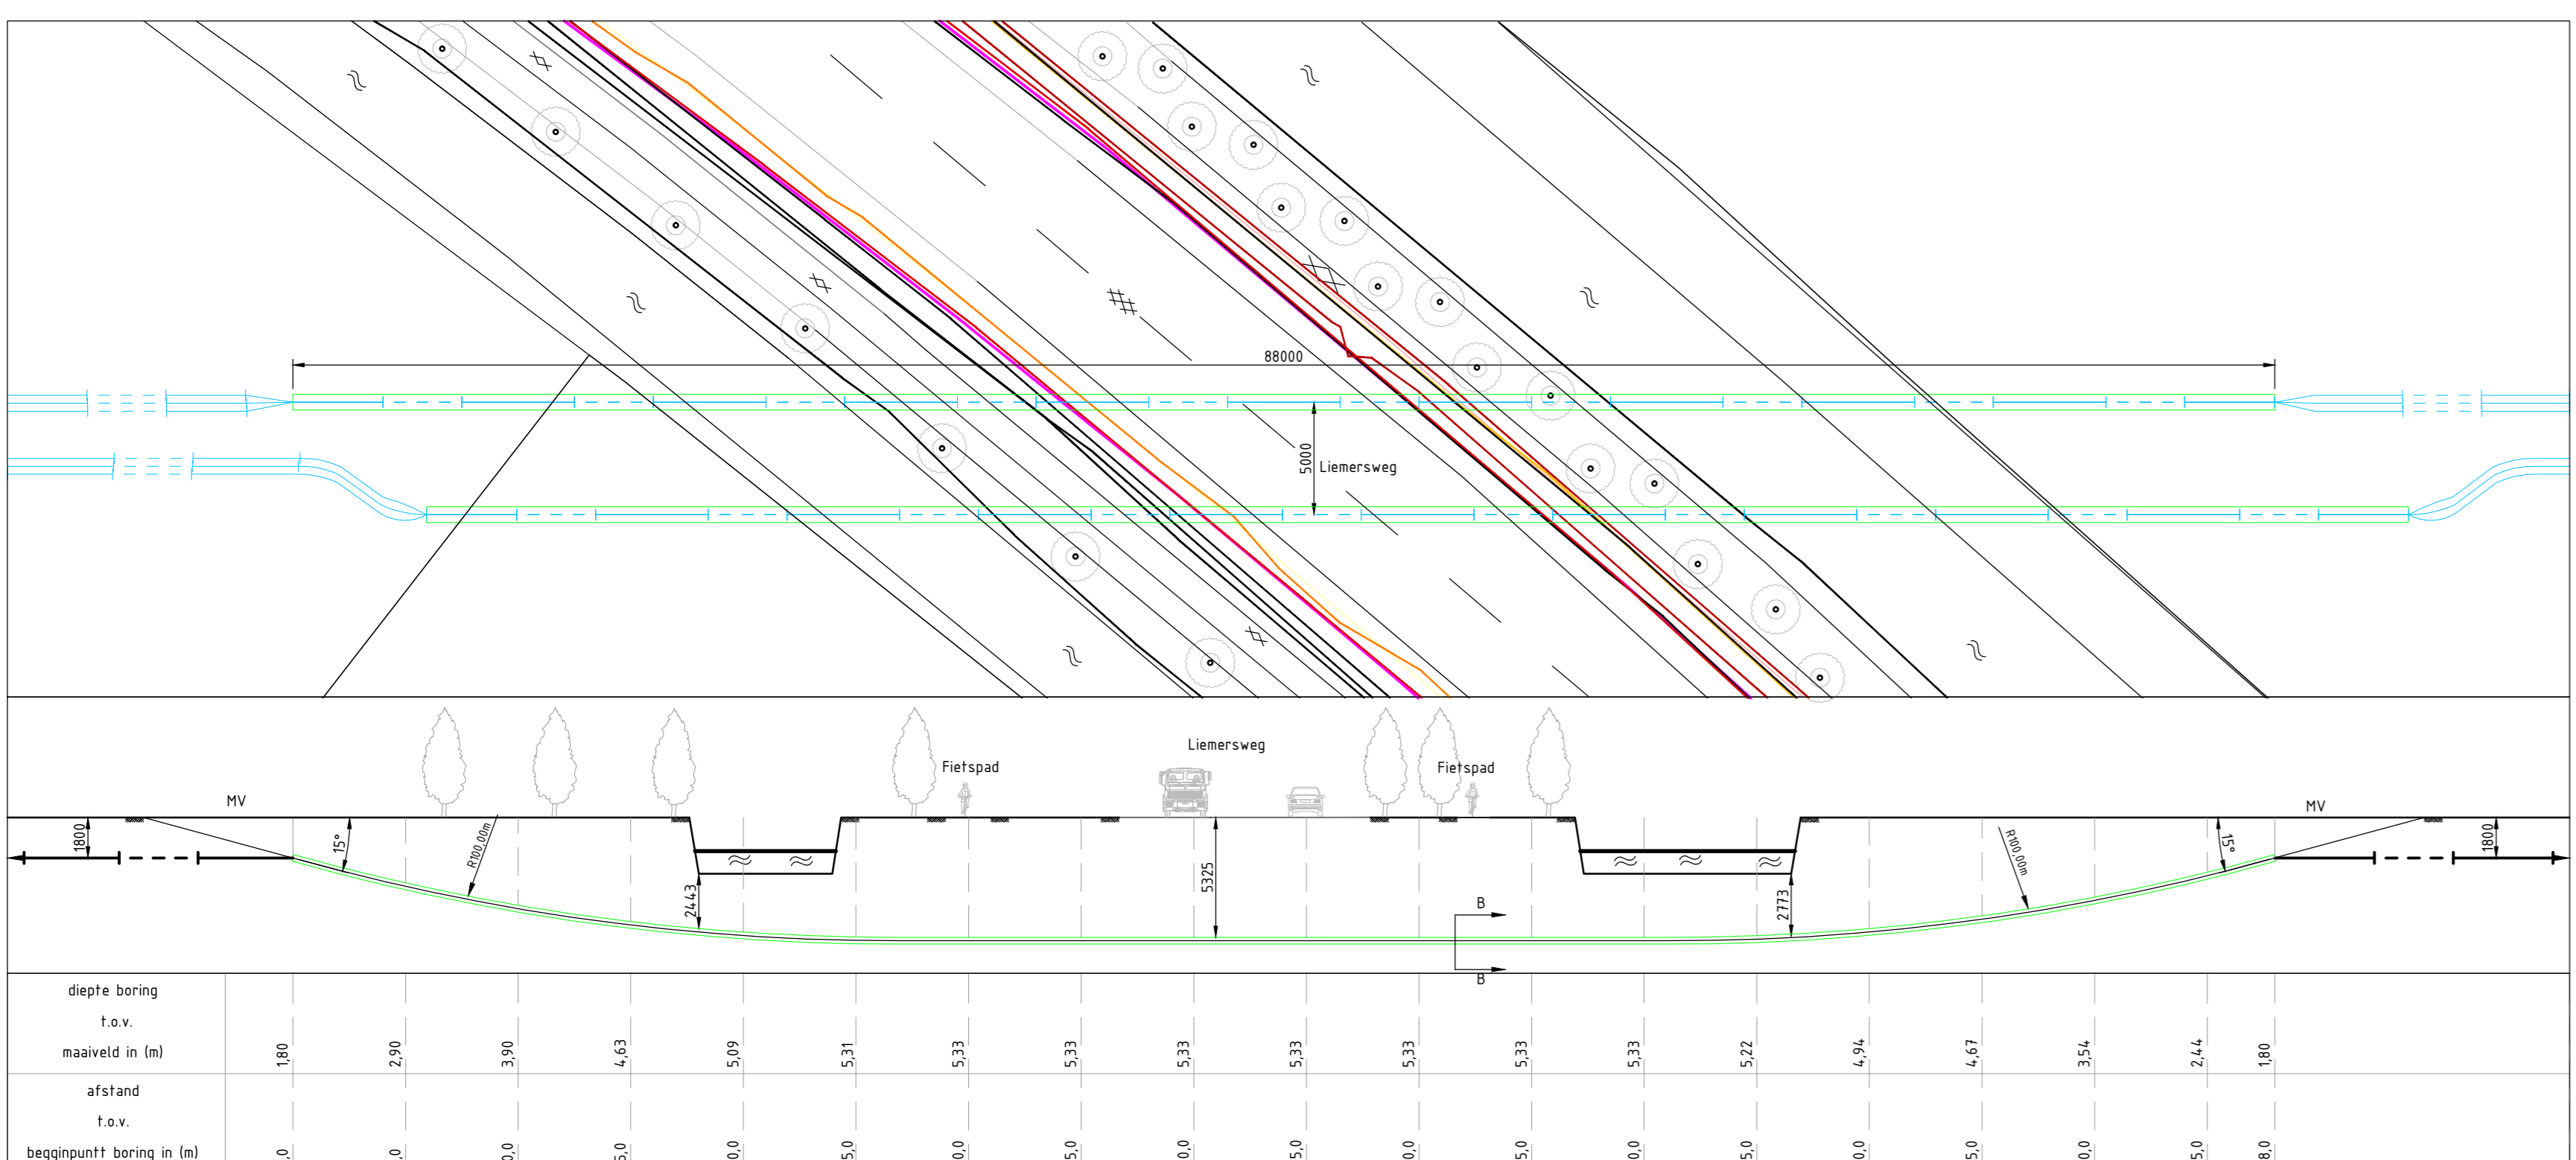 88000
5000
Liemersweg
Liemersweg
Fietspad
Fietspad
MV
MV
1800
15°
R100,00m
2443
5325
B
B
2773
R100,00m
15°
1800
diepte boring
t.o.v.
maaiveld in (m)
1,80
2,90
3,90
4,63
5,09
5,31
5,33
5,33
5,33
5,33
5,33
5,33
5,33
5,22
4,94
4,67
3,54
2,44
1,80
afstand
t.o.v.
begginpuntt boring in (m)